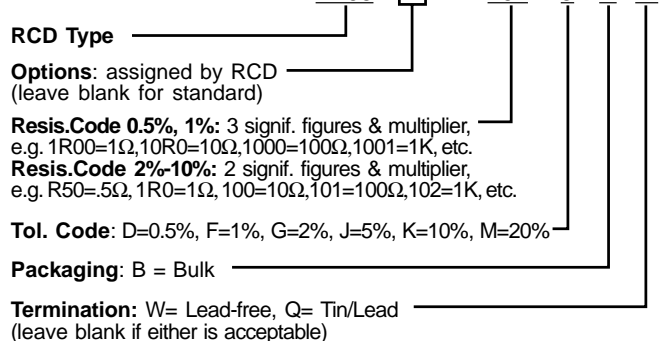 RCD Type
Options: assigned by RCD
(leave blank for standard)
Resis.Code 0.5%, 1%: 3 signif. figures & multiplier,
e.g. 1R00=1Ω,10R0=10Ω,1000=100Ω,1001=1K, etc.
Resis.Code 2%-10%: 2 signif. figures & multiplier,
e.g. R50=.5Ω, 1R0=1Ω, 100=10Ω,101=100Ω,102=1K, etc.
Tol. Code: D=0.5%, F=1%, G=2%, J=5%, K=10%, M=20%
Packaging: B = Bulk
Termination: W= Lead-free, Q= Tin/Lead
(leave blank if either is acceptable)